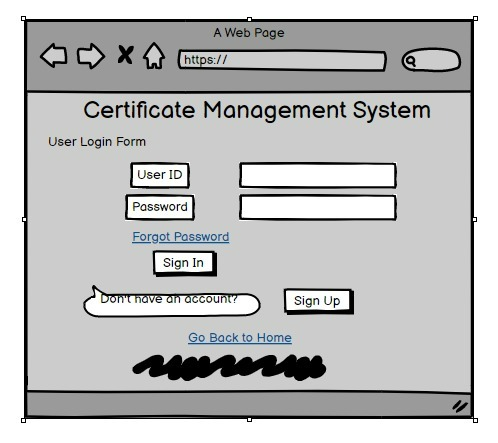 A Web Page
https://
Certificate Management System
User Login Form
User ID
Password
Forgot Password
Sign In
Don't have an account?
Sign Up
Go Back to Home